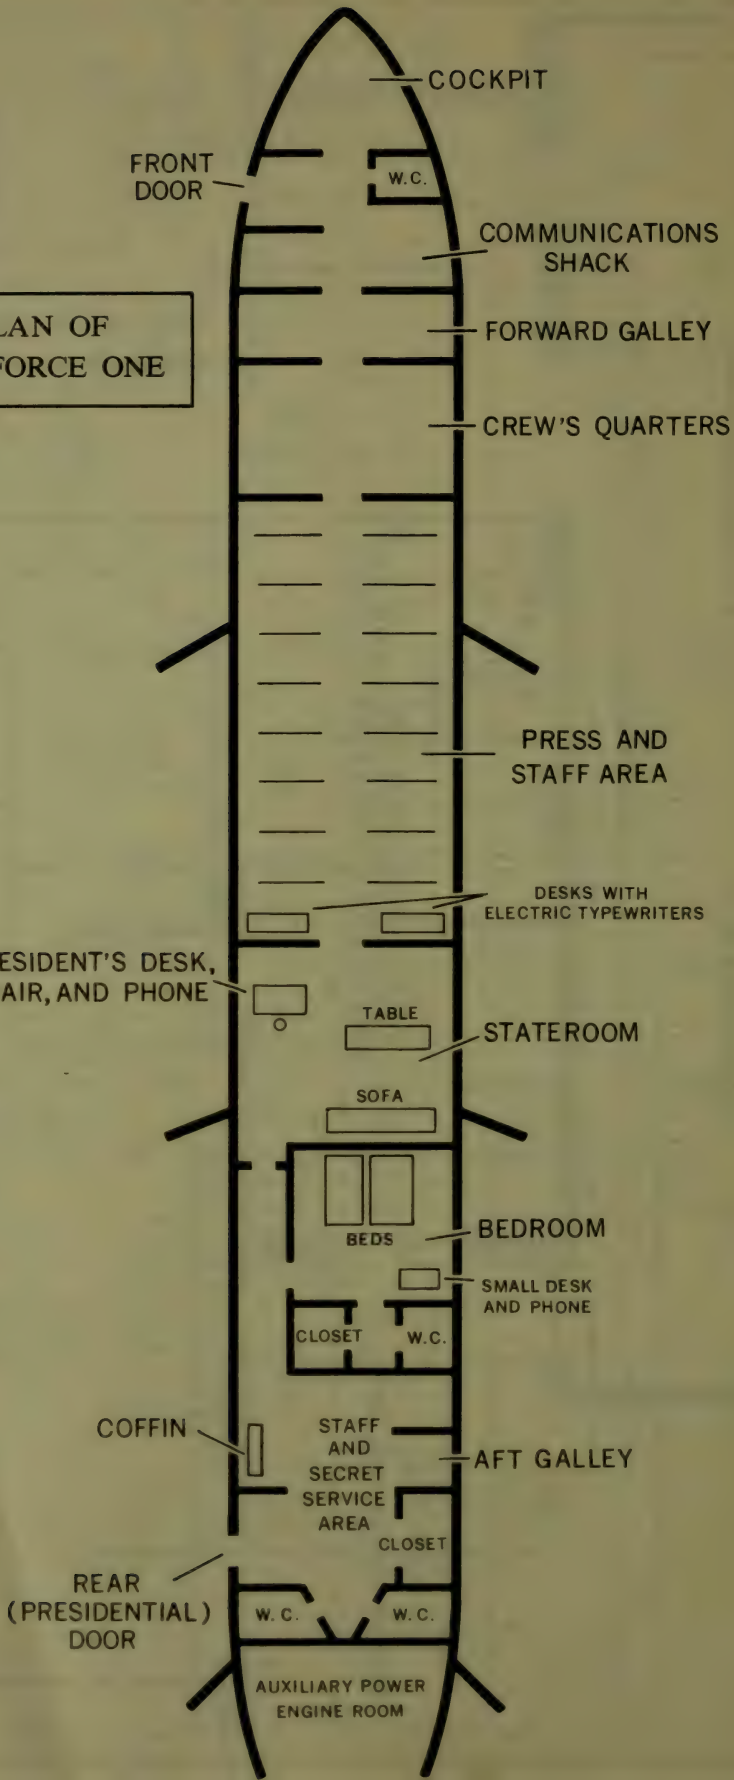 COCKPIT
FRONT
DOOR
W.C.
COMMUNICATIONS
SHACK
LAN OF
FORCE ONE
FORWARD GALLEY
CREW'S QUARTERS
PRESS AND
STAFF AREA
DESKS WITH
ELECTRIC TYPEWRITERS
ESIDENT'S DESK,
AIR, AND PHONE
TABLE
STATEROOM
SOFA
BEDS
BEDROOM
SMALL DESK
AND PHONE
CLOSET
W.C.
COFFIN
STAFF
AND
SECRET
SERVICE
AREA
AFT GALLEY
CLOSET
REAR
(PRESIDENTIAL)
DOOR
W.C.
W.C.
AUXILIARY POWER
ENGINE ROOM